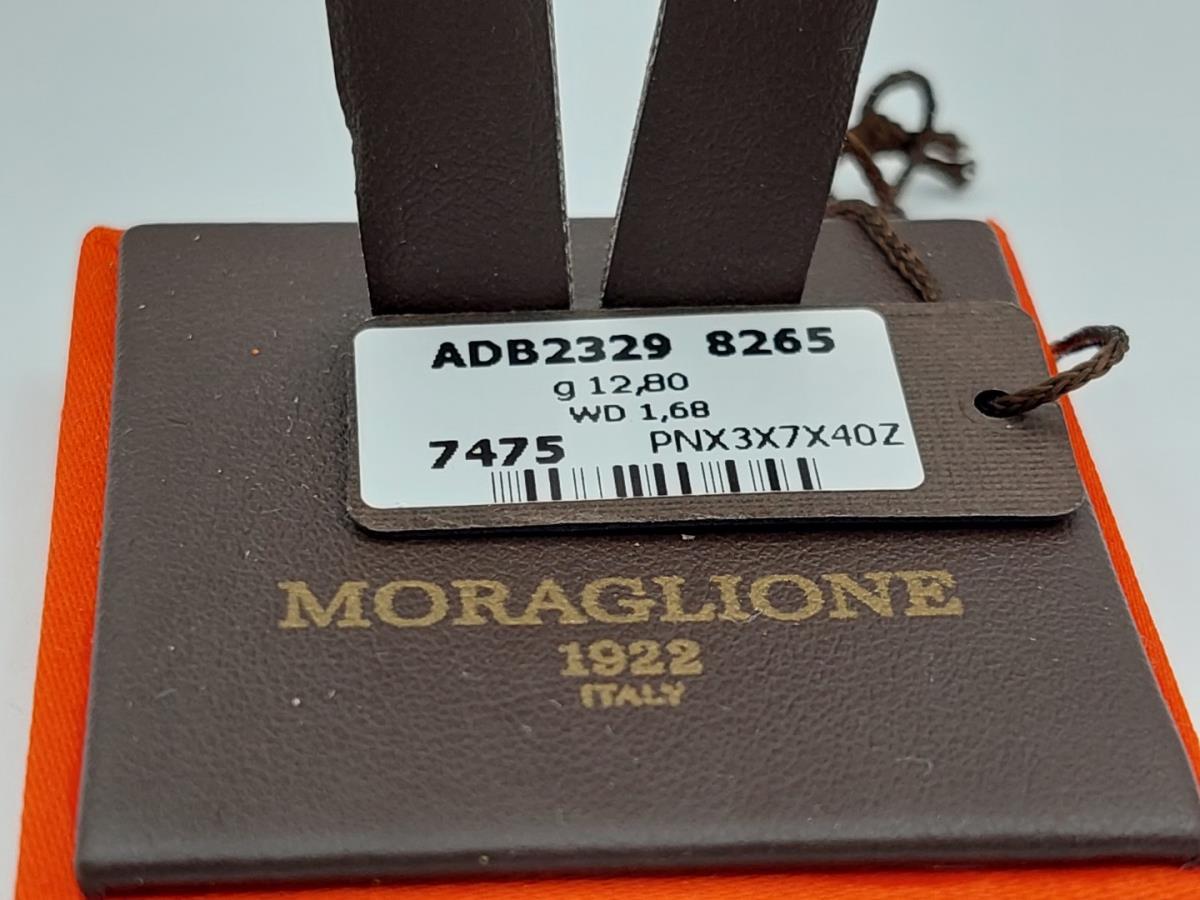 ADB2329 8265
g 12,80
WD 1,68
7475 PNX3X7X40Z
MORAGLIONE
1922
ITALY